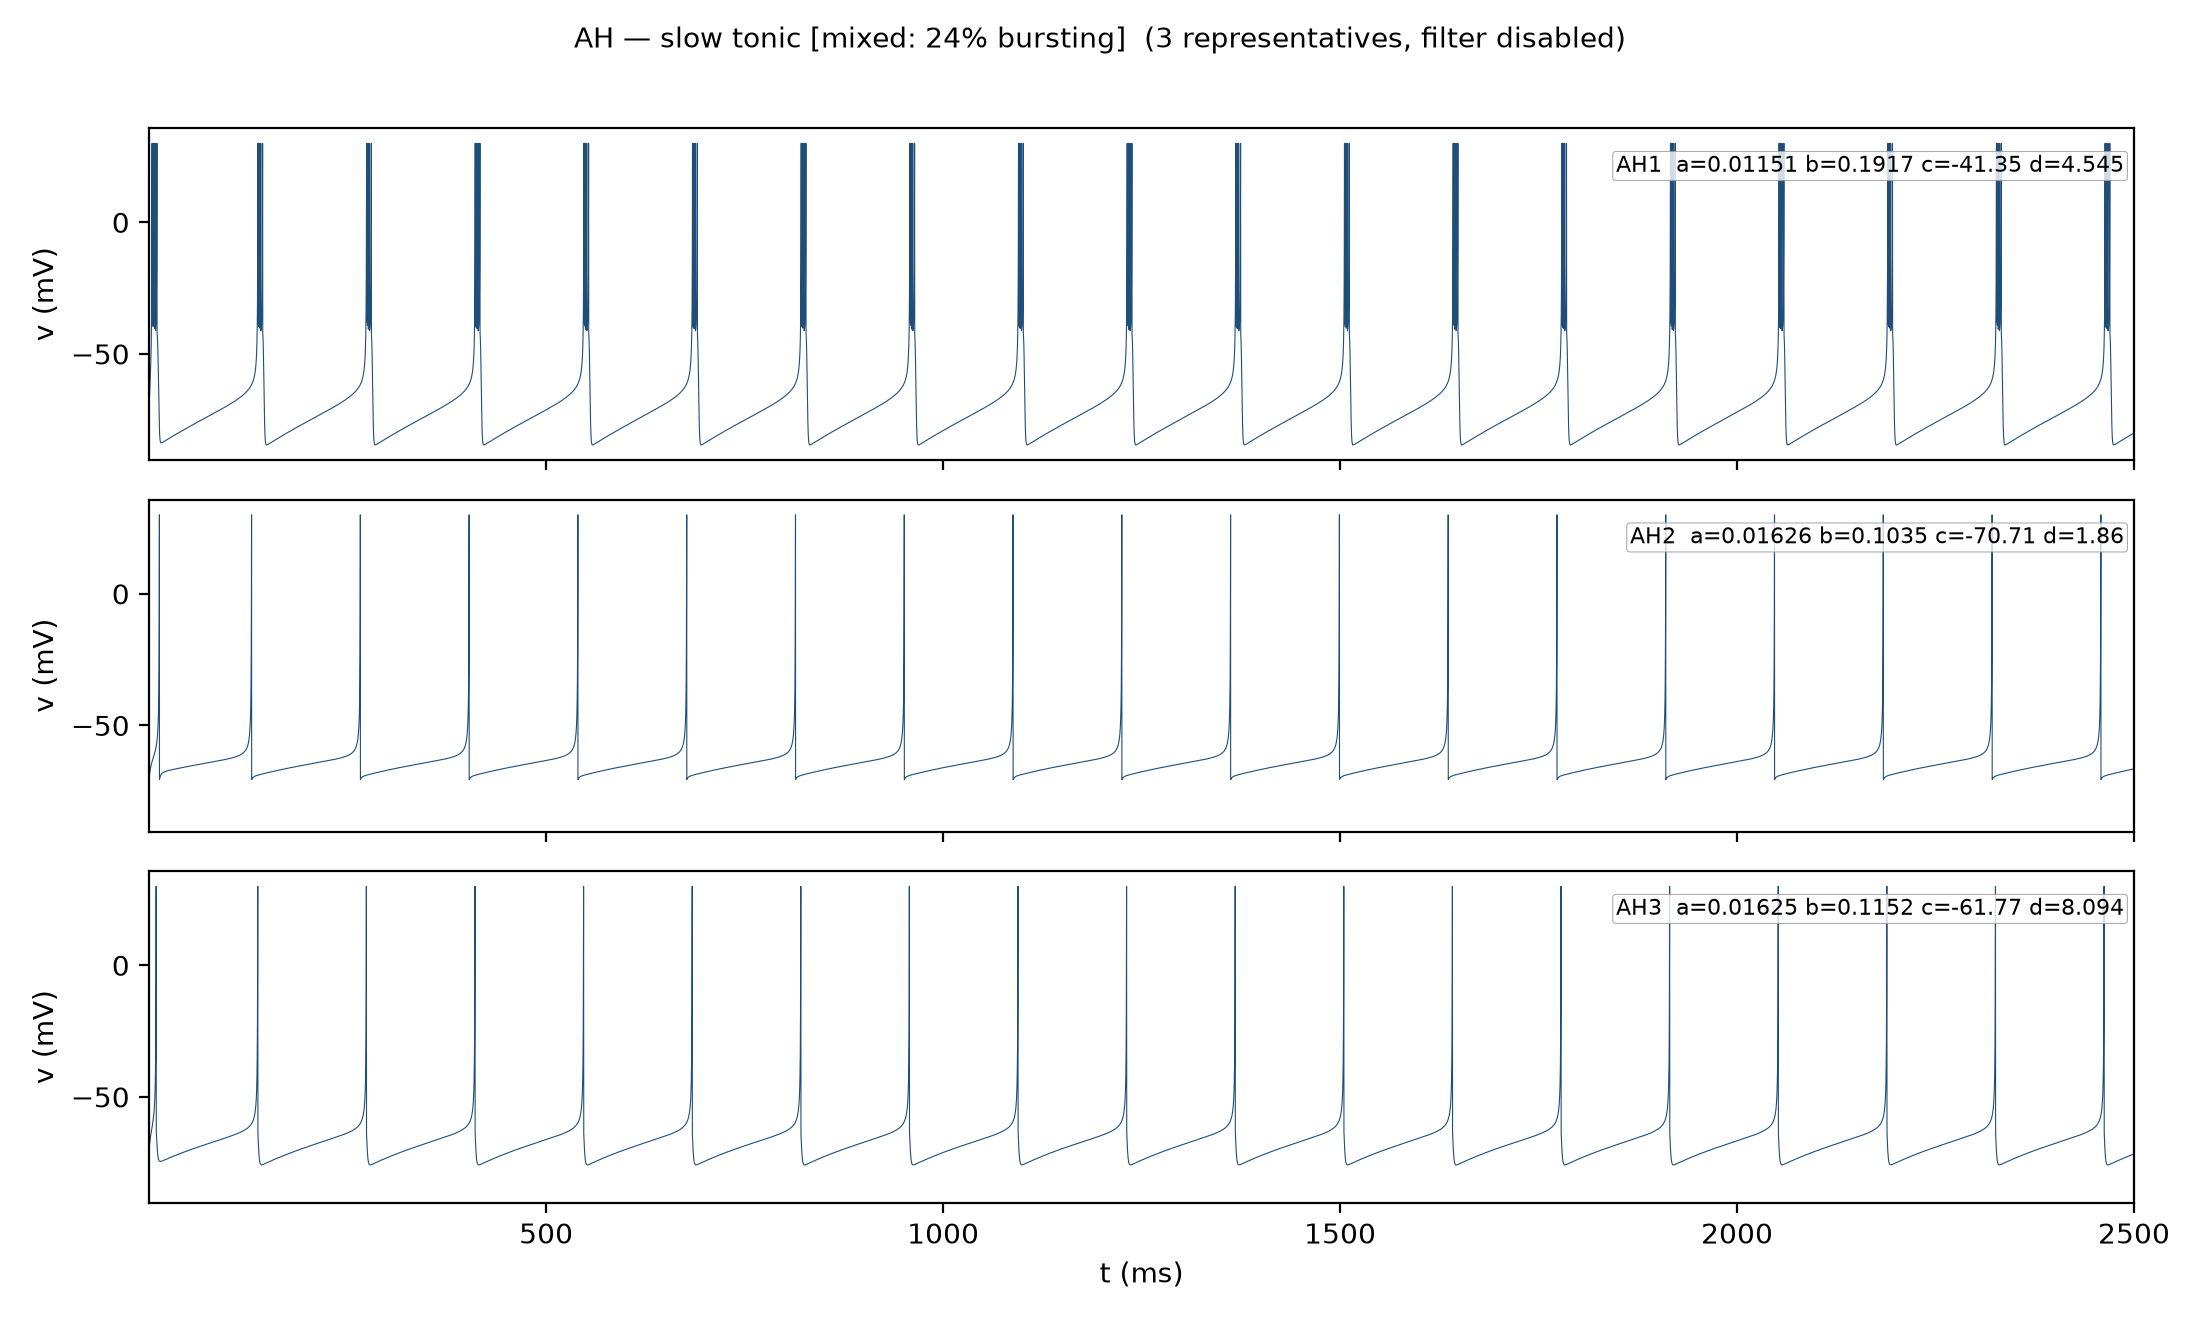 AH — slow tonic [mixed: 24% bursting]  (3 representatives, filter disabled)
AH1  a=0.01151 b=0.1917 c=-41.35 d=4.545
0
−50
v (mV)
AH2  a=0.01626 b=0.1035 c=-70.71 d=1.86
0
−50
v (mV)
AH3  a=0.01625 b=0.1152 c=-61.77 d=8.094
0
−50
v (mV)
500 1000 1500 2000 2500
t (ms)